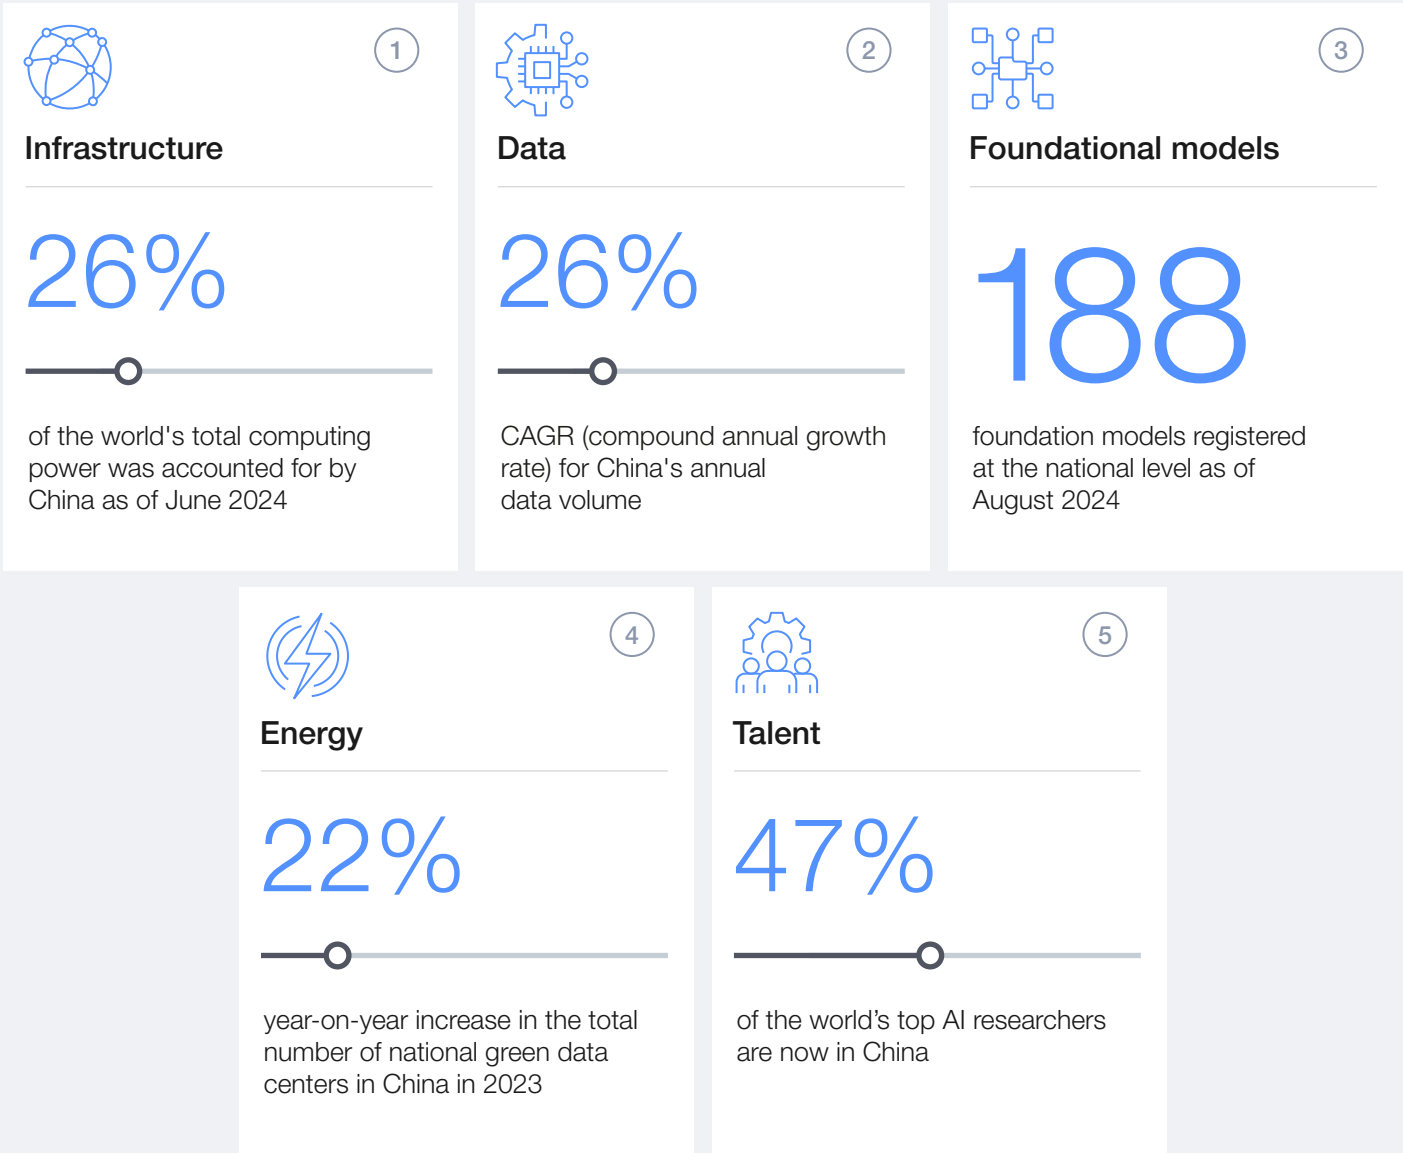 1
Infrastructure
26%
of the world's total computing
power was accounted for by
China as of June 2024
2
Data
26%
CAGR (compound annual growth
rate) for China's annual
data volume
3
Foundational models
188
foundation models registered
at the national level as of
August 2024
4
Energy
22%
year-on-year increase in the total
number of national green data
centers in China in 2023
5
Talent
47%
of the world’s top AI researchers
are now in China